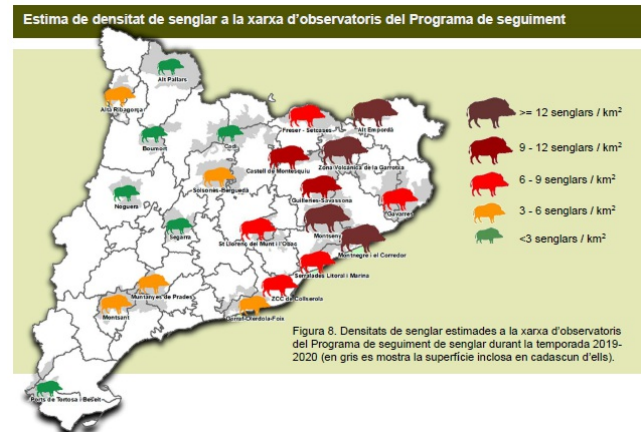 Estima de densitat de senglar a la xarxa d'observatoris del Programa de seguiment
Alt Pallars
Alta Ribagorça
Freser - Setcases
Alt Empordà
>= 12 senglars / km²
Boumort
Cadí
Castell de Montesquiu
Zona Volcànica de la Garrotxa
9 - 12 senglars / km²
Solsonès-Berguedà
6 - 9 senglars / km²
Noguera
Guilleries-Savassona
Gavarres
3 - 6 senglars / km²
Segarra
St Llorenç del Munt i l'Obac
Montseny
<3 senglars / km²
Montnegre i el Corredor
Serralades Litoral i Marina
Muntanyes de Prades
ZCC de Collserola
Montsant
Garraf-Olèrdola-Foix
Ports de Tortosa i Beseit
Figura 8. Densitats de senglar estimades a la xarxa d'observatoris
del Programa de seguiment de senglar durant la temporada 2019-
2020 (en gris es mostra la superfície inclosa en cadascun d'ells).